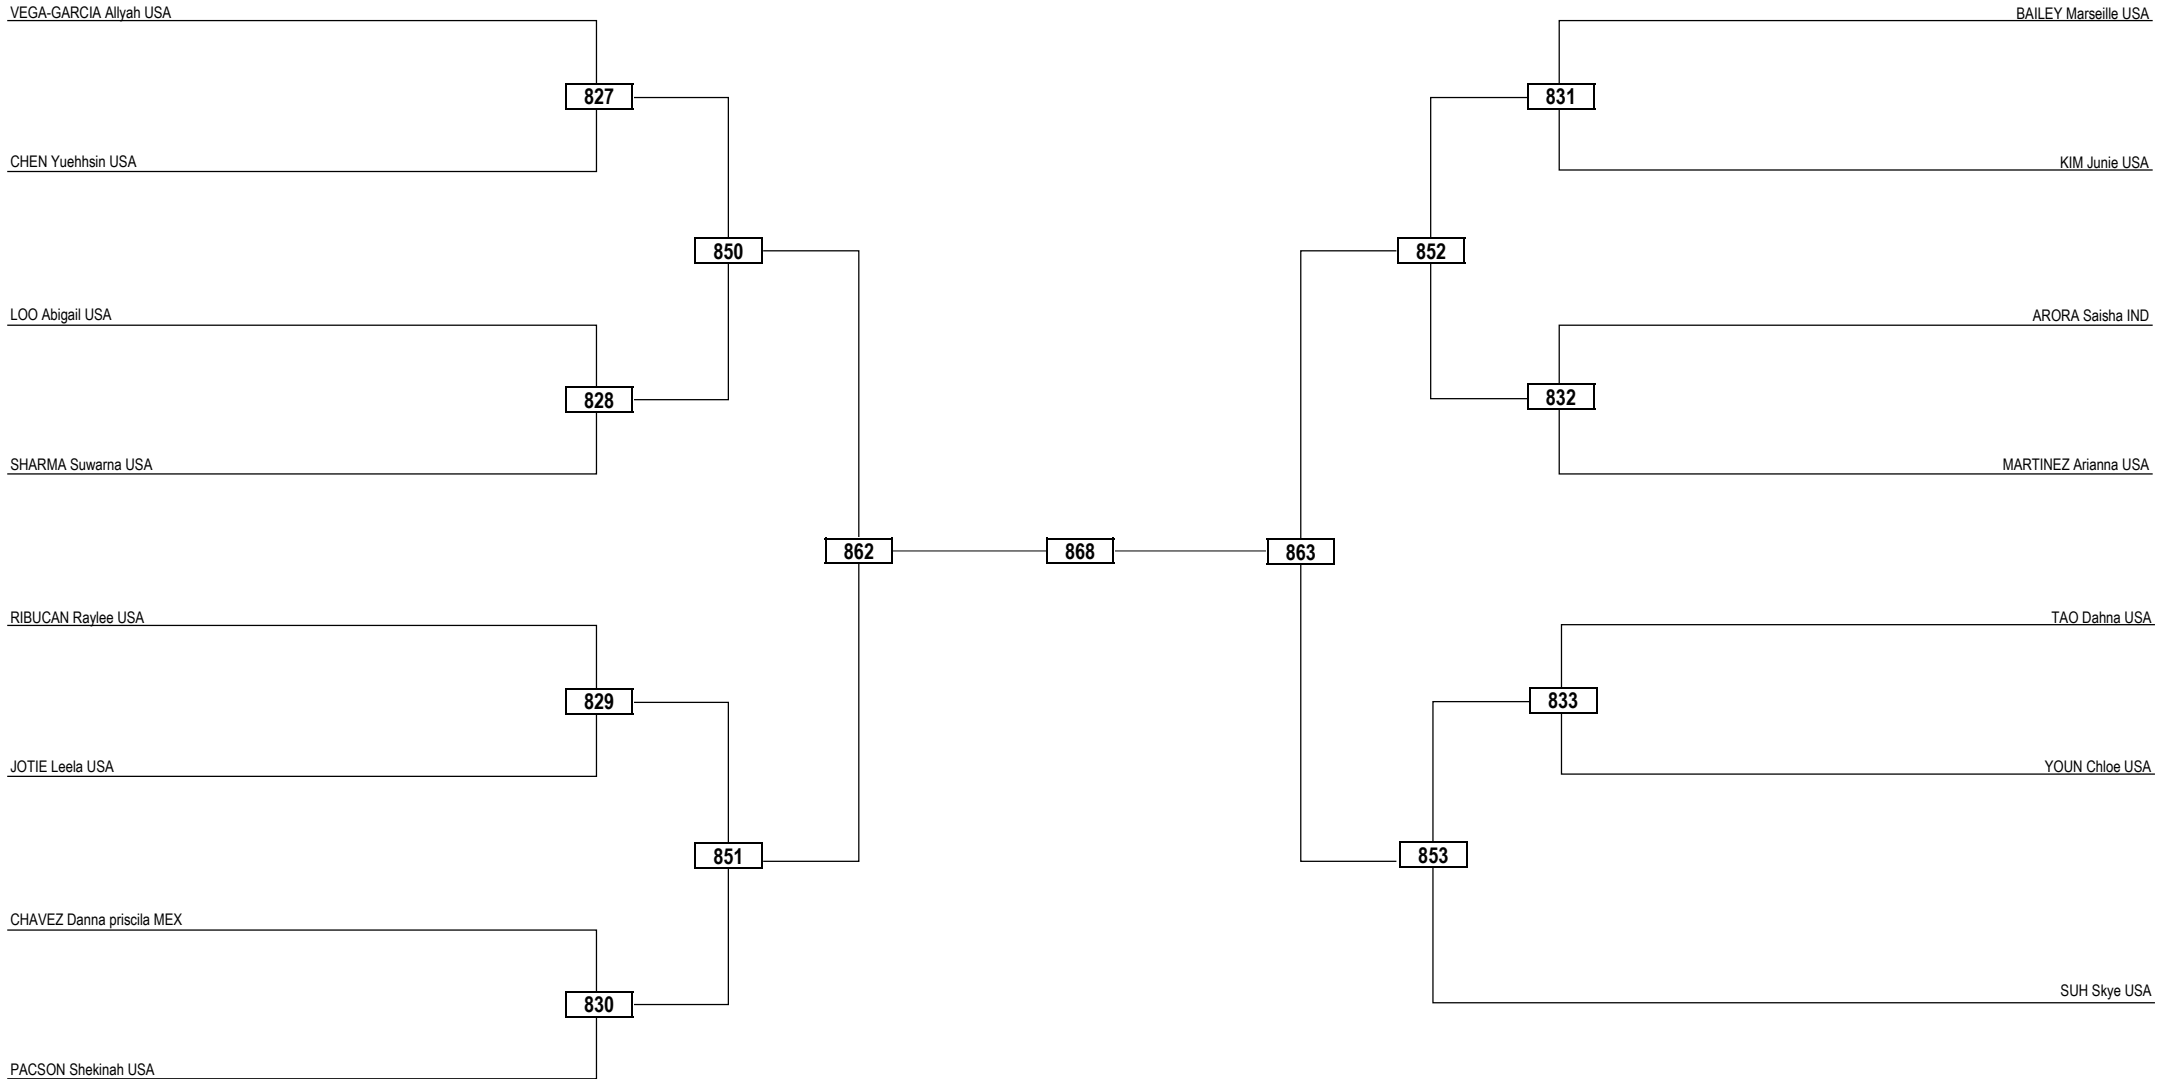 VEGA-GARCIA Allyah USA
BAILEY Marseille USA
827
831
CHEN Yuehhsin USA
KIM Junie USA
850
852
LOO Abigail USA
ARORA Saisha IND
828
832
SHARMA Suwarna USA
MARTINEZ Arianna USA
862
868
863
RIBUCAN Raylee USA
TAO Dahna USA
829
833
JOTIE Leela USA
YOUN Chloe USA
851
853
CHAVEZ Danna priscila MEX
SUH Skye USA
830
PACSON Shekinah USA